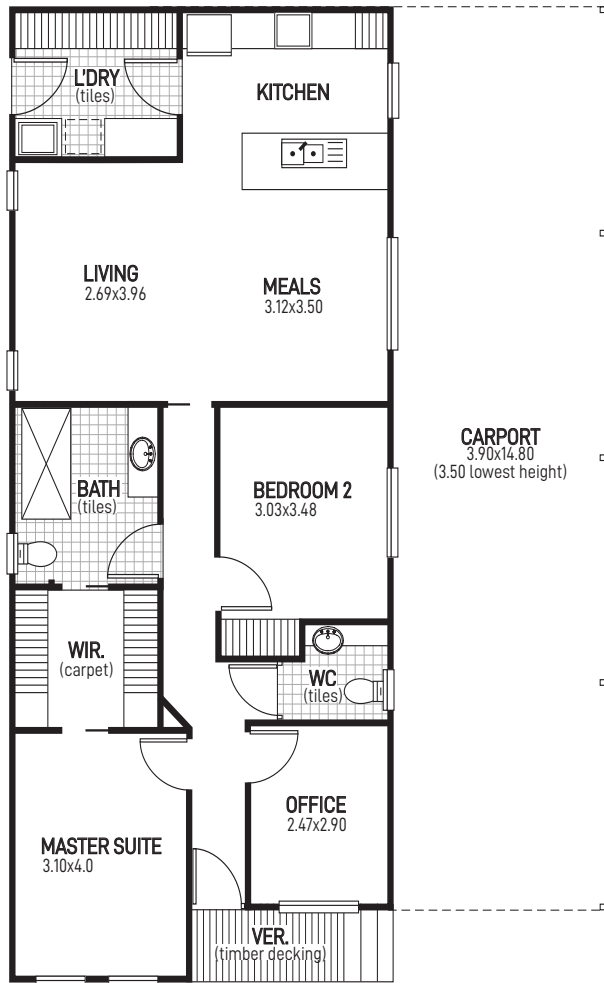 L'DRY
(tiles)
KITCHEN
LIVING
2.69x3.96
MEALS
3.12x3.50
CARPORT
3.90x14.80
(3.50 lowest height)
BATH
(tiles)
BEDROOM 2
3.03x3.48
WIR.
(carpet)
WC
(tiles)
OFFICE
2.47x2.90
MASTER SUITE
3.10x4.0
VER.
(timber decking)